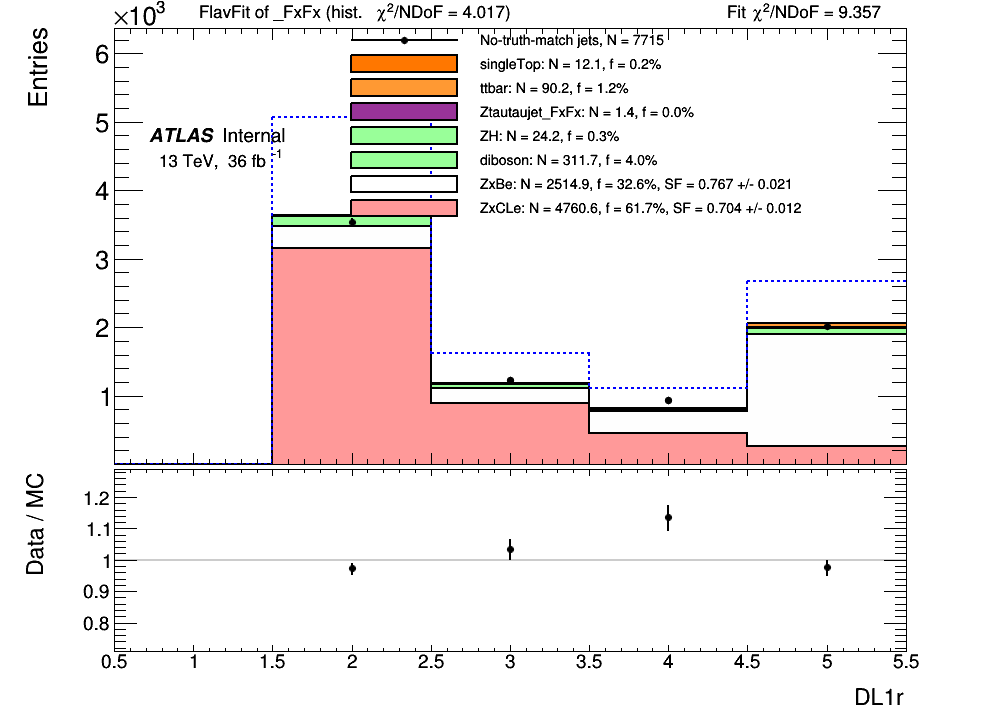 ×10³ FlavFit of _FxFx (hist. χ²/NDoF = 4.017) Fit χ²/NDoF = 9.357
Entries
6
5
4
3
2
1
No-truth-match jets, N = 7715
singleTop: N = 12.1, f = 0.2%
ttbar: N = 90.2, f = 1.2%
Ztautaujet_FxFx: N = 1.4, f = 0.0%
ZH: N = 24.2, f = 0.3%
diboson: N = 311.7, f = 4.0%
ZxBe: N = 2514.9, f = 32.6%, SF = 0.767 +/- 0.021
ZxCLe: N = 4760.6, f = 61.7%, SF = 0.704 +/- 0.012
ATLAS Internal
13 TeV, 36 fb⁻¹
Data / MC
1.2
1.1
1
0.9
0.8
0.5 1 1.5 2 2.5 3 3.5 4 4.5 5 5.5
DL1r